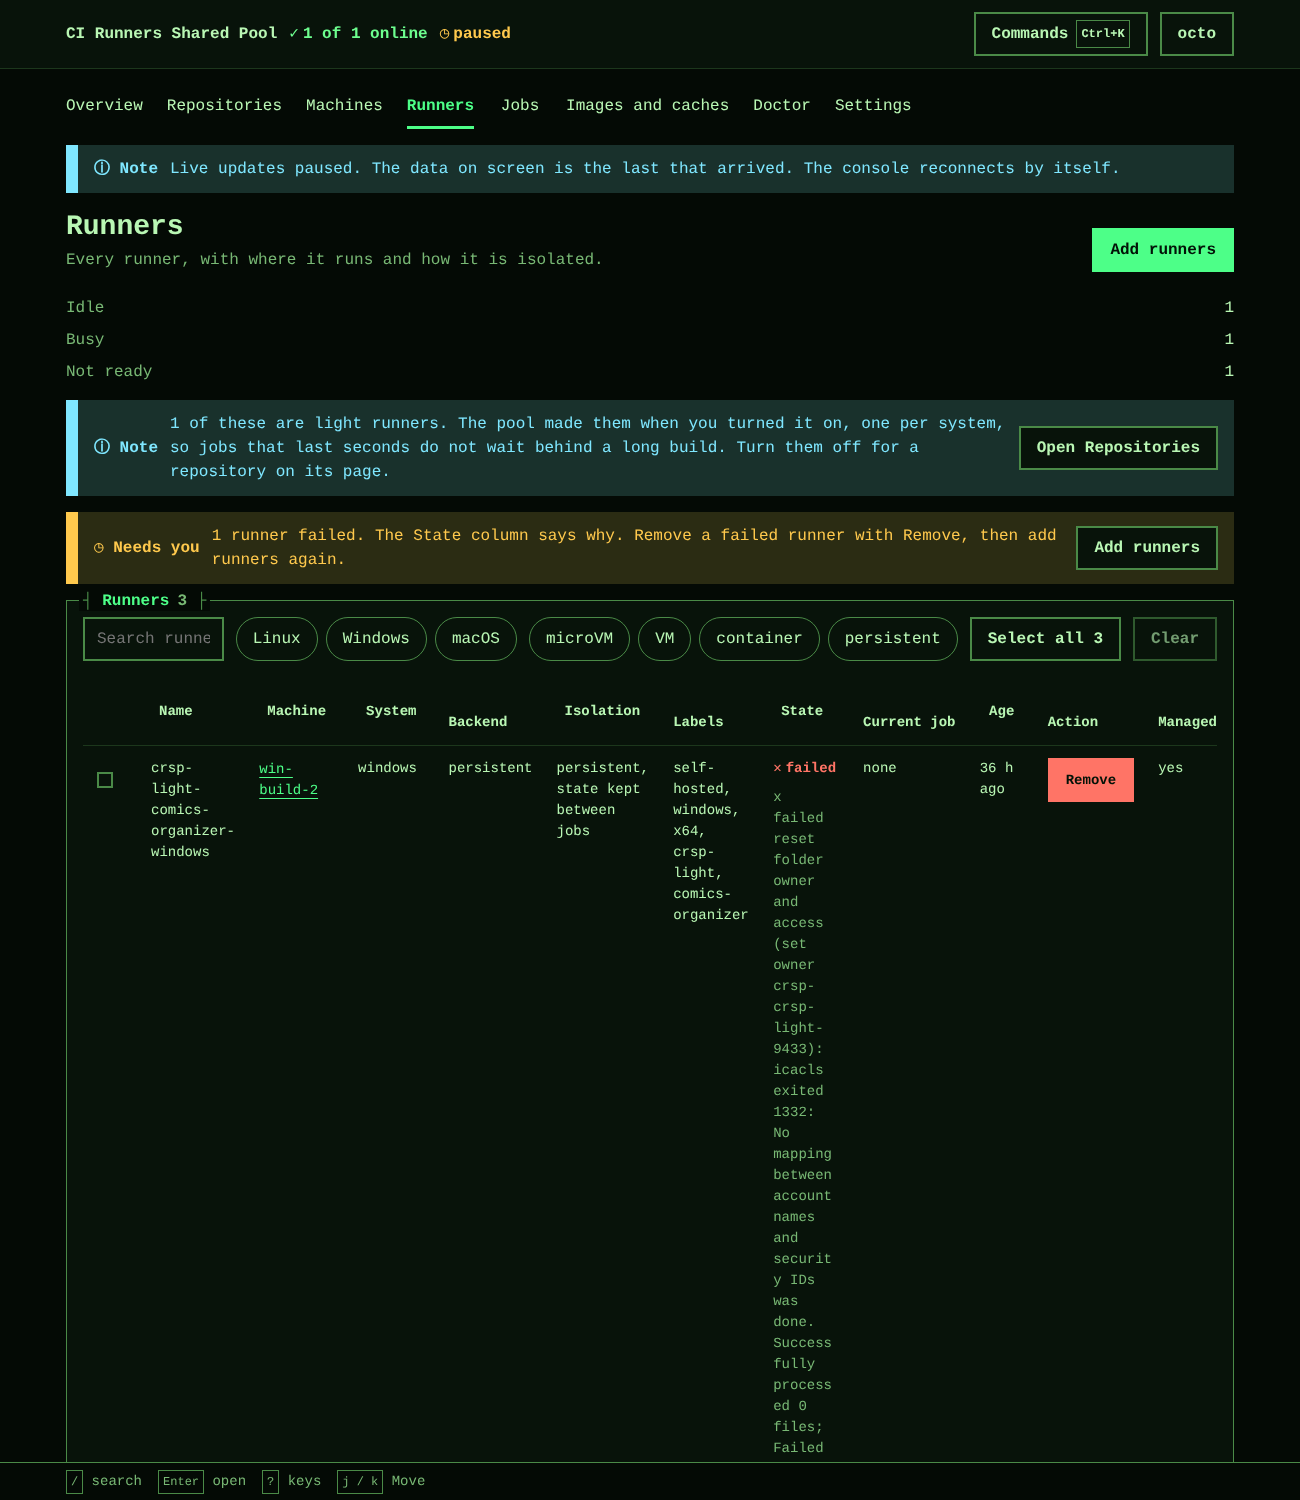 CI Runners Shared Pool ✓ 1 of 1 online ◷ paused
Commands Ctrl+K
octo
Overview Repositories Machines Runners Jobs Images and caches Doctor Settings
ⓘ Note Live updates paused. The data on screen is the last that arrived. The console reconnects by itself.
Runners
Every runner, with where it runs and how it is isolated.
Add runners
Idle 1
Busy 1
Not ready 1
ⓘ Note
1 of these are light runners. The pool made them when you turned it on, one per system,
so jobs that last seconds do not wait behind a long build. Turn them off for a
repository on its page.
Open Repositories
◷ Needs you
1 runner failed. The State column says why. Remove a failed runner with Remove, then add
runners again.
Add runners
Runners 3
Search runne
Linux Windows macOS microVM VM container persistent Select all 3 Clear
Name Machine System Backend Isolation Labels State Current job Age Action Managed
crsp-
light-
comics-
organizer-
windows
win-
build-2
windows
persistent
persistent,
state kept
between
jobs
self-
hosted,
windows,
x64,
crsp-
light,
comics-
organizer
× failed
x
failed
reset
folder
owner
and
access
(set
owner
crsp-
crsp-
light-
9433):
icacls
exited
1332:
No
mapping
between
account
names
and
securit
y IDs
was
done.
Success
fully
process
ed 0
files;
Failed
none
36 h
ago
Remove
yes
/ search Enter open ? keys j / k Move